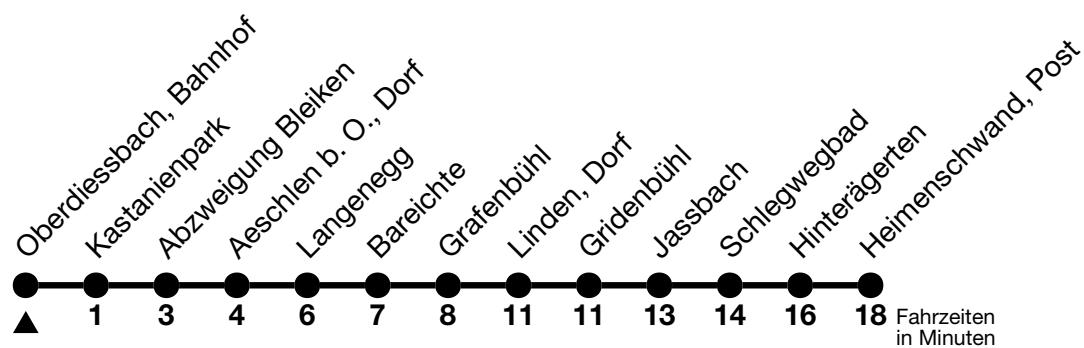 Oberdiessbach, Bahnhof
Kastanienpark
Abzweigung Bleiken
Aeschlen b. O., Dorf
Langenegg
Bareichte
Grafenbühl
Linden, Dorf
Gridenbühl
Jassbach
Schlegwegbad
Hinterägerten
Heimenschwand, Post
1 3 4 6 7 8 11 11 13 14 16 18
Fahrzeiten
in Minuten